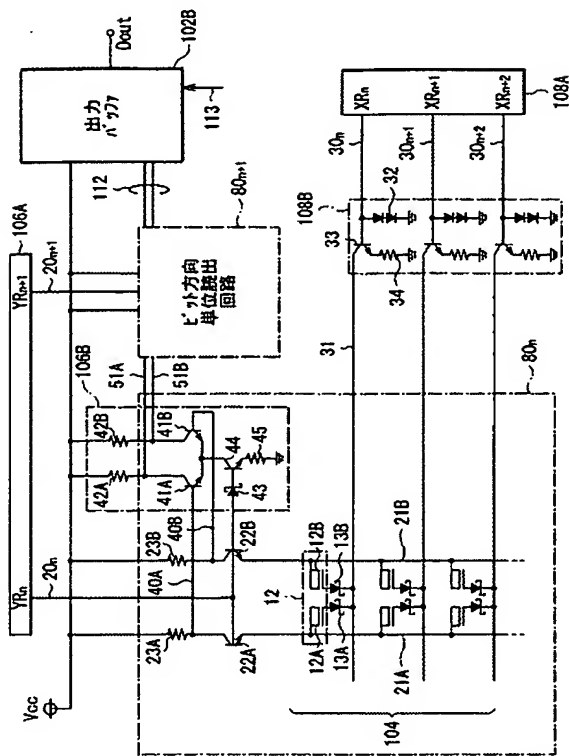 106A
YRn
YRn+1
20n
20n+1
Vcc
出力
バッファ
Dout
102B
113
112
80n+1
ビット方向
単位読出
回路
106B
51A
51B
42A
42B
41A
41B
44
45
43
23A
23B
40A
40B
22A
22B
12
12A
12B
13A
13B
21A
21B
104
31
80n
108B
33
32
34
30n
30n+1
30n+2
XRn
XRn+1
XRn+2
108A